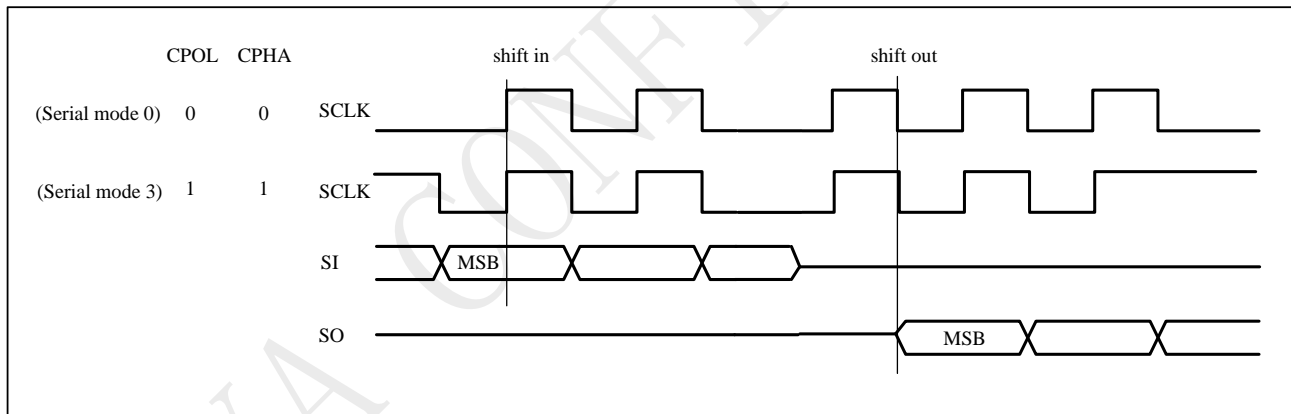 CPOL CPHA shift in shift out
(Serial mode 0) 0 0 SCLK
(Serial mode 3) 1 1 SCLK
SI MSB
SO MSB